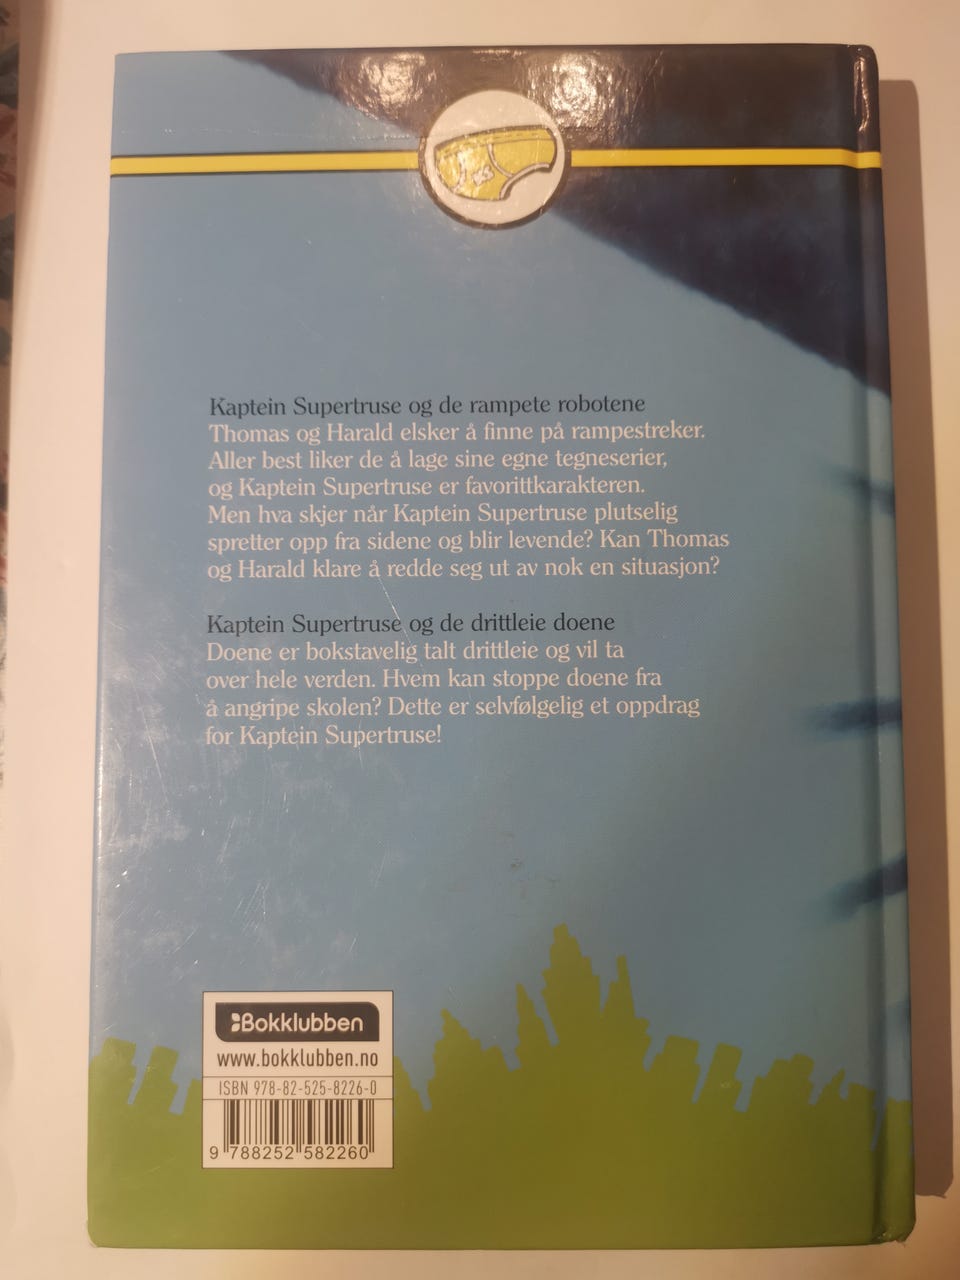 Kaptein Supertruse og de rampete robotene
Thomas og Harald elsker å finne på rampestreker.
Aller best liker de å lage sine egne tegneserier,
og Kaptein Supertruse er favorittkarakteren.
Men hva skjer når Kaptein Supertruse plutselig
spretter opp fra sidene og blir levende? Kan Thomas
og Harald klare å redde seg ut av nok en situasjon?
Kaptein Supertruse og de drittleie doene
Doene er bokstavelig talt drittleie og vil ta
over hele verden. Hvem kan stoppe doene fra
å angripe skolen? Dette er selvfølgelig et oppdrag
for Kaptein Supertruse!
Bokklubben
www.bokklubben.no
ISBN 978-82-525-8226-0
9 788252 582260